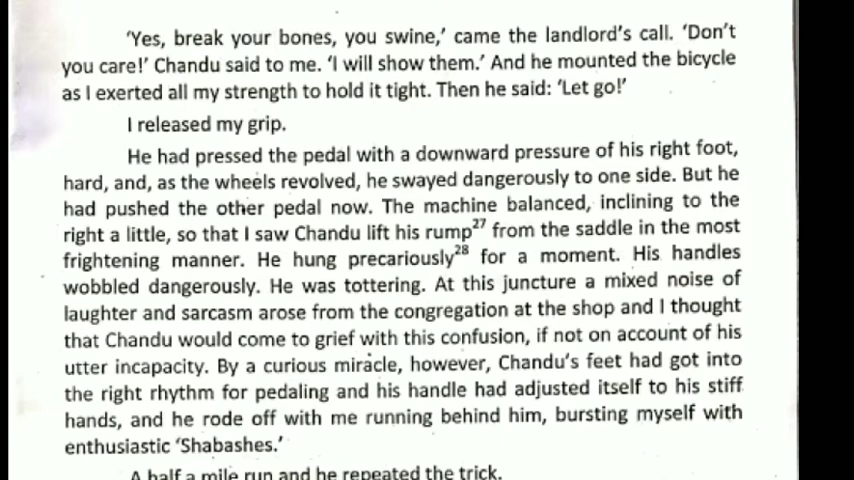 ‘Yes, break your bones, you swine,’ came the landlord’s call. ‘Don’t
you care!’ Chandu said to me. ‘I will show them.’ And he mounted the bicycle
as I exerted all my strength to hold it tight. Then he said: ‘Let go!’
I released my grip.
He had pressed the pedal with a downward pressure of his right foot,
hard, and, as the wheels revolved, he swayed dangerously to one side. But he
had pushed the other pedal now. The machine balanced, inclining to the
right a little, so that I saw Chandu lift his rump27 from the saddle in the most
frightening manner. He hung precariously28 for a moment. His handles
wobbled dangerously. He was tottering. At this juncture a mixed noise of
laughter and sarcasm arose from the congregation at the shop and I thought
that Chandu would come to grief with this confusion, if not on account of his
utter incapacity. By a curious miracle, however, Chandu’s feet had got into
the right rhythm for pedaling and his handle had adjusted itself to his stiff
hands, and he rode off with me running behind him, bursting myself with
enthusiastic ‘Shabashes.’
A half a mile run and he repeated the trick.